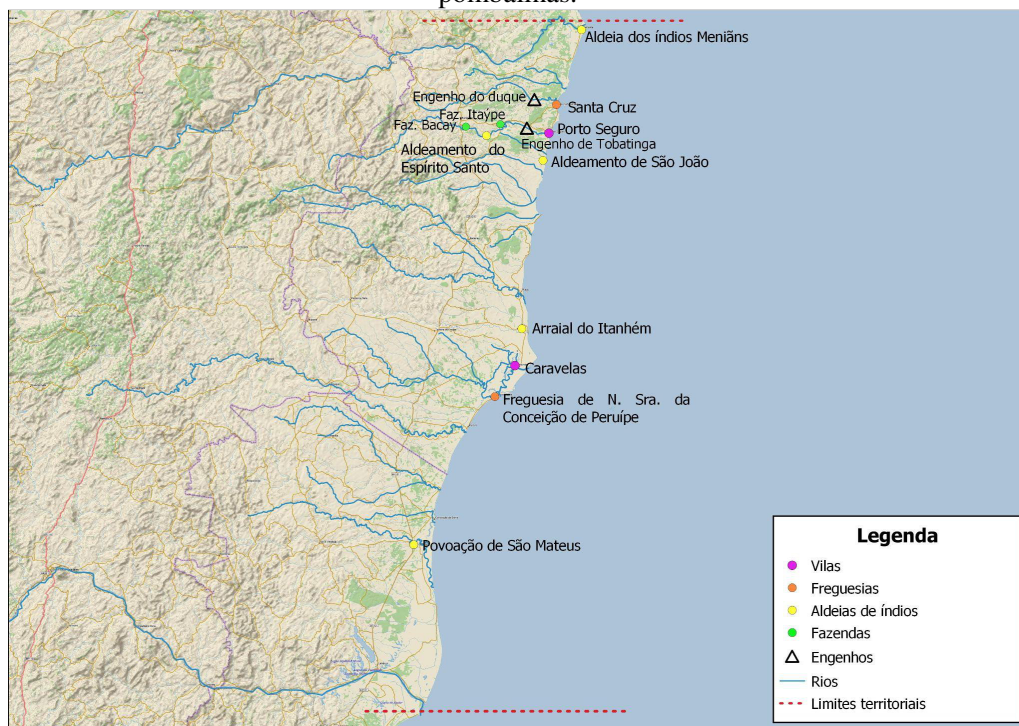 pombalinas.
Aldeia dos índios Meniãns
Engenho do duque
Santa Cruz
Faz. Itaýpe
Faz. Bacay
Porto Seguro
Engenho de Tobatinga
Aldeamento do
Espírito Santo
Aldeamento de São João
Arraial do Itanhém
Caravelas
Freguesia de N. Sra. da
Conceição de Peruípe
Povoação de São Mateus
Legenda
Vilas
Freguesias
Aldeias de índios
Fazendas
Engenhos
Rios
Limites territoriais